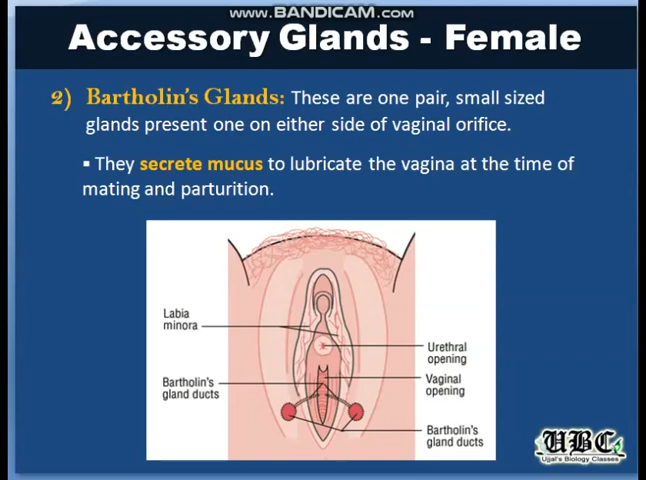 www.BANDICAM.com
Accessory Glands - Female
2) Bartholin's Glands: These are one pair, small sized
glands present one on either side of vaginal orifice.
▪ They secrete mucus to lubricate the vagina at the time of
mating and parturition.
Labia
minora
Urethral
opening
Bartholin's
gland ducts
Vaginal
opening
Bartholin's
gland ducts
UBC
Ujjal's Biology Classes